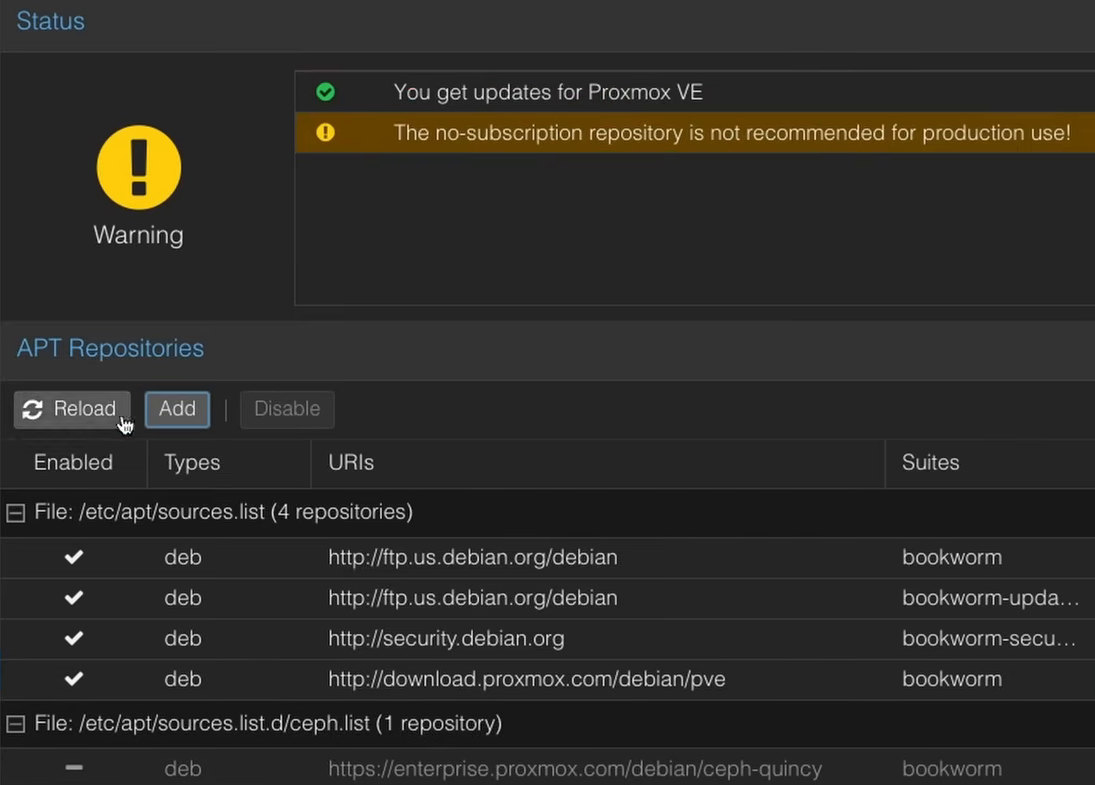 Status
You get updates for Proxmox VE
! The no-subscription repository is not recommended for production use!
!
Warning
APT Repositories
Reload Add | Disable
Enabled Types URIs Suites
File: /etc/apt/sources.list (4 repositories)
deb http://ftp.us.debian.org/debian bookworm
deb http://ftp.us.debian.org/debian bookworm-upda...
deb http://security.debian.org bookworm-secu...
deb http://download.proxmox.com/debian/pve bookworm
File: /etc/apt/sources.list.d/ceph.list (1 repository)
deb https://enterprise.proxmox.com/debian/ceph-quincy bookworm